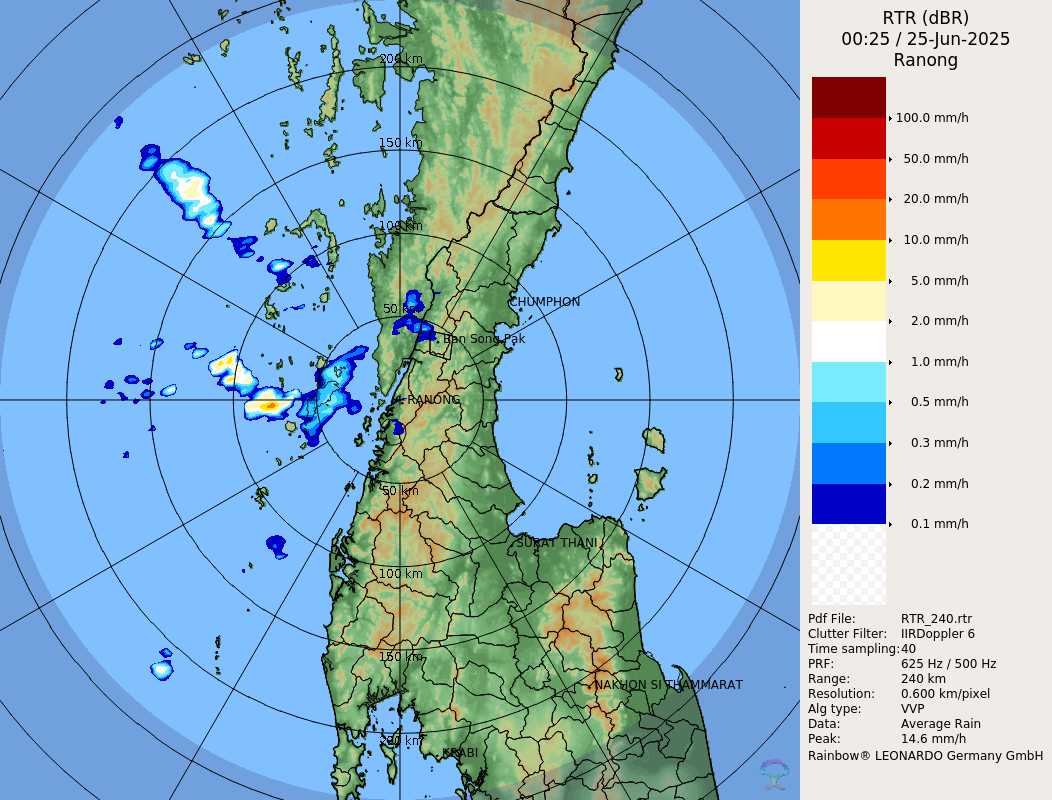 RTR (dBR)
00:25 / 25-Jun-2025
Ranong
100.0 mm/h
50.0 mm/h
20.0 mm/h
10.0 mm/h
5.0 mm/h
2.0 mm/h
1.0 mm/h
0.5 mm/h
0.3 mm/h
0.2 mm/h
0.1 mm/h
Pdf File: RTR_240.rtr
Clutter Filter: IIRDoppler 6
Time sampling: 40
PRF: 625 Hz / 500 Hz
Range: 240 km
Resolution: 0.600 km/pixel
Alg type: VVP
Data: Average Rain
Peak: 14.6 mm/h
Rainbow® LEONARDO Germany GmbH
200 km
150 km
100 km
50 km
CHUMPHON
Ban Song Pak
RANONG
50 km
SURAT THANI
100 km
150 km
NAKHON SI THAMMARAT
200 km
KRABI